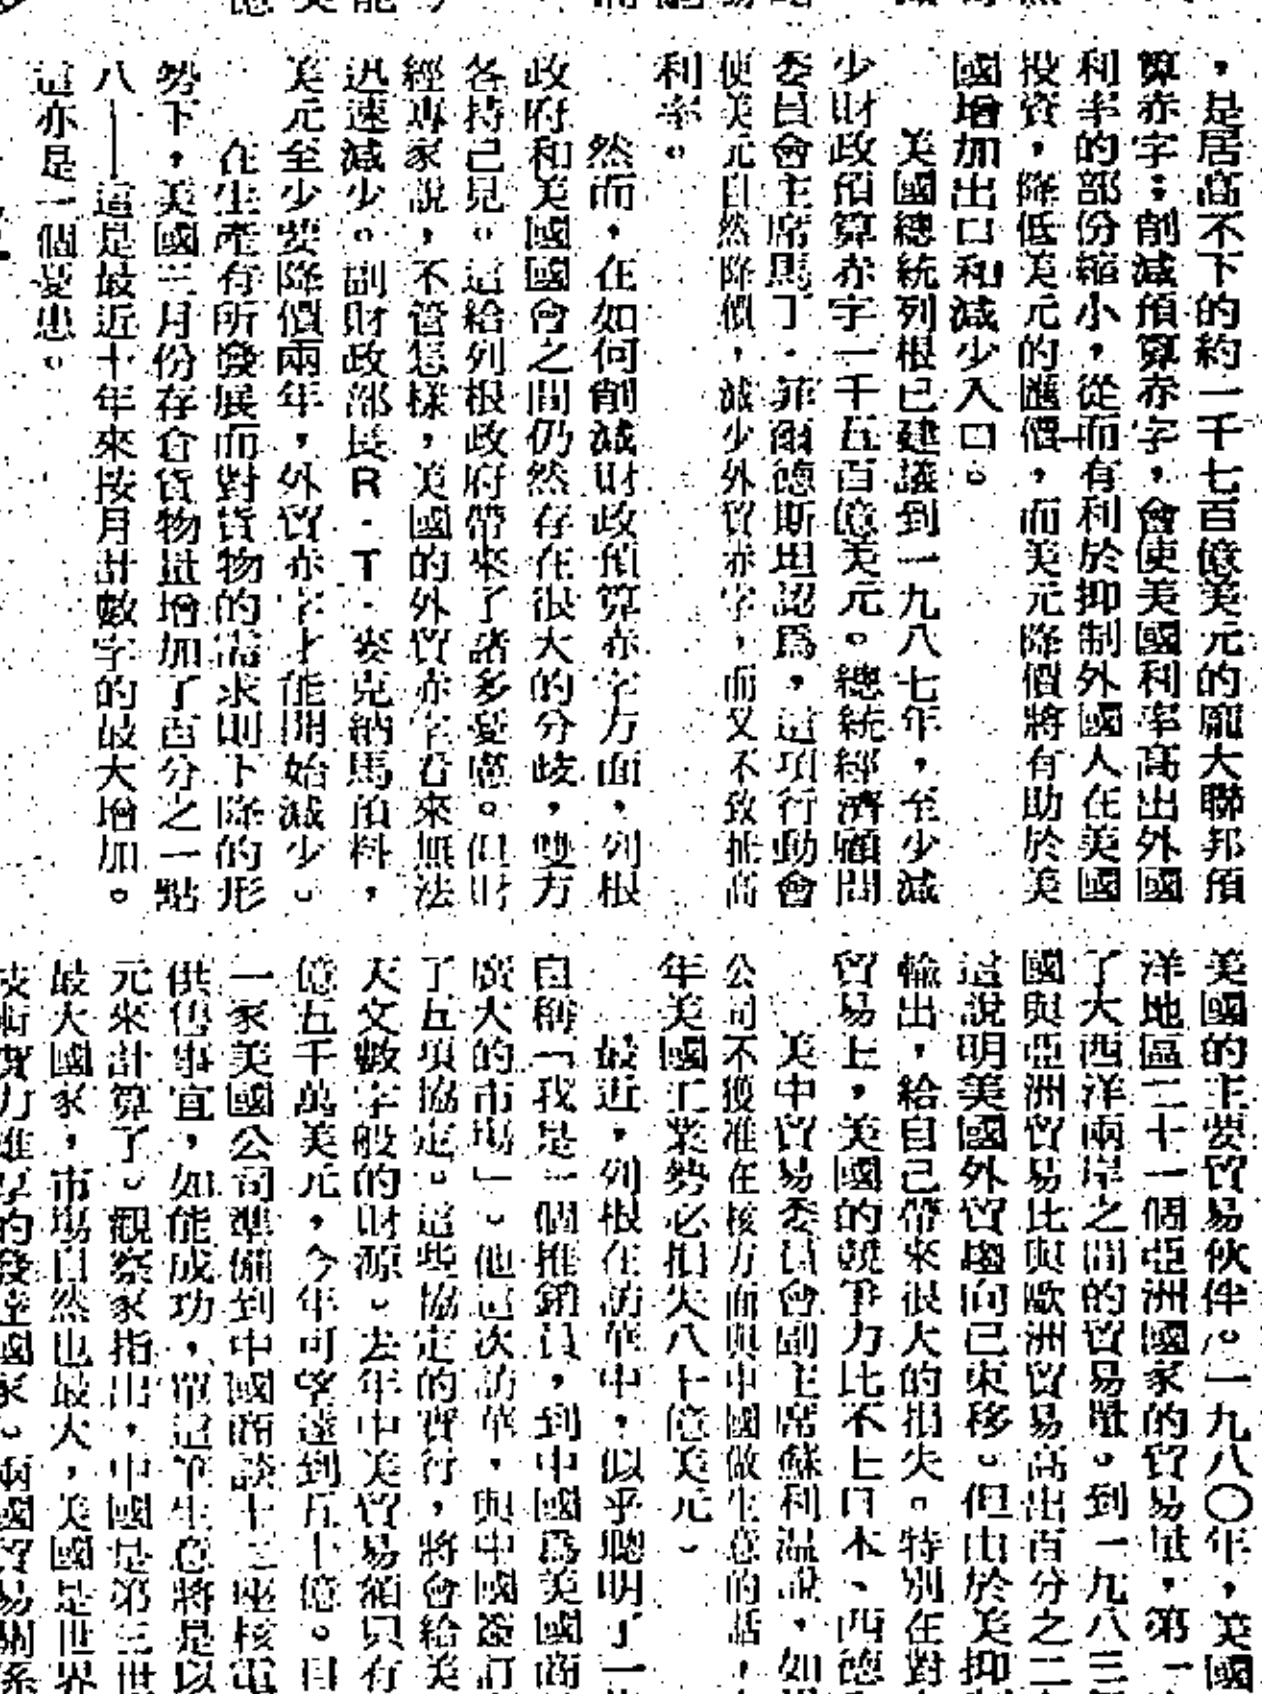 ，是居高不下的約一千七百億美元的龐大聯邦預
算赤字；削減預算赤字，會使美國利率高出外國
利率的部份縮小，從而有利於抑制外國人在美國
投資，降低美元的匯價，而美元降價將有助於美
國增加出口和減少入口。
美國總統列根已建議到一九八七年，至少減
少財政預算赤字一千五百億美元。總統經濟顧問
委員會主席馬丁·菲爾德斯坦認爲，這項行動會
使美元自然降價，減少外貿赤字，而又不致抵高
利率。
然而，在如何削減財政預算赤字方面，列根
政府和美國國會之間仍然存在很大的分歧，雙方
各持己見。這給列根政府帶來了諸多憂慮。但財
經專家說，不管怎樣，美國的外貿赤字看來無法
迅速減少。副財政部長R·T·麥克納馬預料，
美元至少要降價兩年，外貿赤字才能開始減少。
在生產有所發展而對貨物的需求則下降的形
勢下，美國三月份存倉貨物量增加了百分之一點
八——這是最近十年來按月計數字的最大增加。
這亦是一個憂患。
美國的主要貿易伙伴。一九八〇年，美國
洋地區二十一個亞洲國家的貿易量，第一
了大西洋兩岸之間的貿易量。到一九八三
國與亞洲貿易比與歐洲貿易高出百分之二
這說明美國外貿趨向已東移。但由於美抑
輸出，給自己帶來很大的損失。特別在對
貿易上，美國的競爭力比不上日本、西德
美中貿易委員會副主席蘇利溫說，如
公司不獲准在核方面與中國做生意的話，
年美國工業勢必損失八十億美元。
最近，列根在訪華中，似乎聰明了一
自稱「我是一個推銷員，到中國爲美國商
廣大的市場」。他這次訪華，與中國簽訂
了五項協定。這些協定的實行，將會給美
天文數字般的財源。去年中美貿易額只有
億五千萬美元，今年可望達到五十億。目
一家美國公司準備到中國商談十二座核電
供售事宜，如能成功，單這筆生意將是以
元來計算了。觀察家指出，中國是第三世
最大國家，市場自然也最大，美國是世界
技術實力雄厚的發達國家。兩國貿易關係